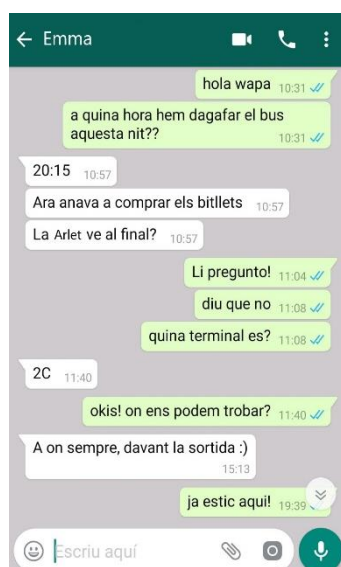 Emma
hola wapa 10:31
a quina hora hem dagafar el bus
aquesta nit?? 10:31
20:15 10:57
Ara anava a comprar els bitllets 10:57
La Arlet ve al final? 10:57
Li pregunto! 11:04
diu que no 11:08
quina terminal es? 11:08
2C 11:40
okis! on ens podem trobar? 11:40
A on sempre, davant la sortida :)
15:13
ja estic aqui! 19:39
Escriu aquí